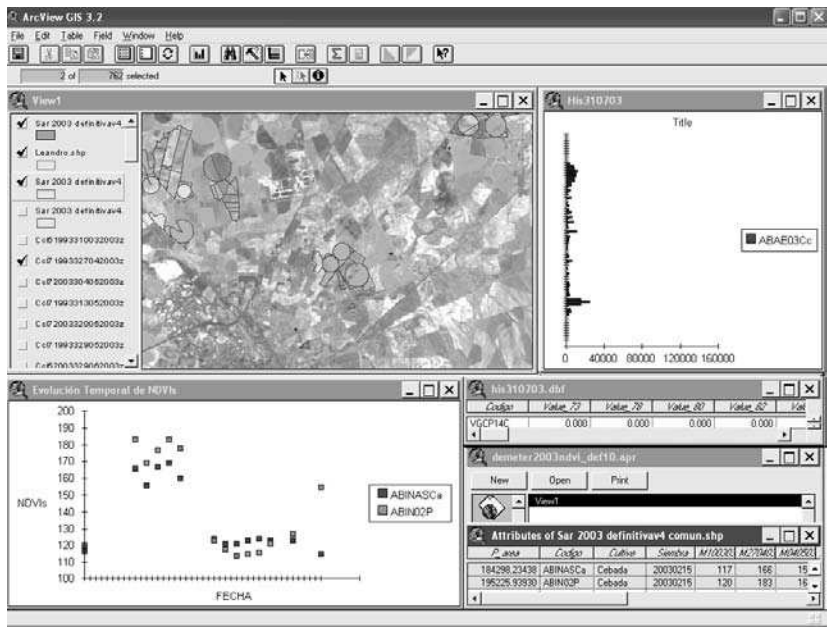 ArcView GIS 3.2
File Edit Table Field Window Help
2 of 762 selected
View1
Sar 2003 definitivav4
Leandro.shp
Sar 2003 definitivav4
Sar 2003 definitivav4
His310703
Title
ABAE03Cc
0 40000 80000 120000 160000
Evolución Temporal de NDVIs
200
190
180
170
160
150
140
130
120
110
100
NDVIs
FECHA
ABINASCa
ABIN02P
his310703.dbf
Codigo Value_73 Value_78 Value_80 Value_82 Val
VGCP14C 0.000 0.000 0.000 0.000
demeter2003ndvi_def10.apr
New Open Print
View1
Attributes of Sar 2003 definitivav4 comun.shp
P_area Codigo Cultivo Siembra
184298.23438 ABINASCa Cebada 20030215 117 166 15
195225.93930 ABIN02P Cebada 20030215 120 183 16